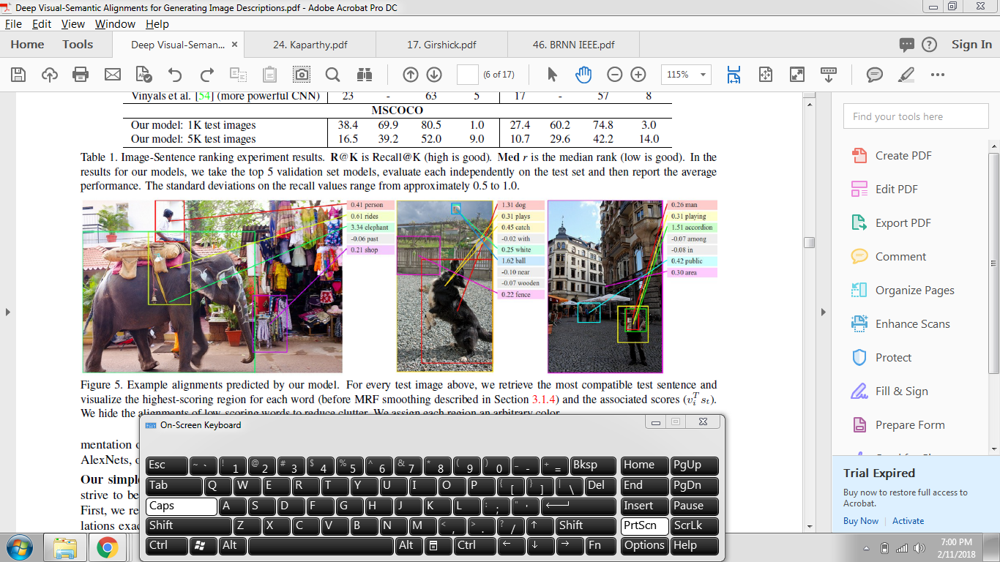 Deep Visual-Semantic Alignments for Generating Image Descriptions.pdf - Adobe Acrobat Pro DC
File Edit View Window Help
Home Tools Deep Visual-Seman... × 24. Kaparthy.pdf 17. Girshick.pdf 46. BRNN IEEE.pdf Sign In
(6 of 17) 115%
Vinyals et al. [54] (more powerful CNN) 23 - 63 5 17 - 57 8
MSCOCO
Our model: 1K test images 38.4 69.9 80.5 1.0 27.4 60.2 74.8 3.0
Our model: 5K test images 16.5 39.2 52.0 9.0 10.7 29.6 42.2 14.0
Table 1. Image-Sentence ranking experiment results. R@K is Recall@K (high is good). Med r is the median rank (low is good). In the
results for our models, we take the top 5 validation set models, evaluate each independently on the test set and then report the average
performance. The standard deviations on the recall values range from approximately 0.5 to 1.0.
0.41 person
0.61 rides
3.34 elephant
-0.06 past
0.21 shop
1.31 dog
0.31 plays
0.45 catch
-0.02 with
0.25 white
1.62 ball
-0.10 near
-0.07 wooden
0.22 fence
0.26 man
0.31 playing
1.51 accordion
-0.07 among
-0.08 in
0.42 public
0.30 area
Figure 5. Example alignments predicted by our model. For every test image above, we retrieve the most compatible test sentence and
visualize the highest-scoring region for each word (before MRF smoothing described in Section 3.1.4) and the associated scores (v_i^T s_t).
We hide the alignments of low-scoring words to reduce clutter. We assign each region an arbitrary color.
mentation o
AlexNets, o
Our simple
strive to be
First, we re
lations exac
Find your tools here
Create PDF
Edit PDF
Export PDF
Comment
Organize Pages
Enhance Scans
Protect
Fill & Sign
Prepare Form
Trial Expired
Buy now to restore full access to
Acrobat.
Buy Now | Activate
On-Screen Keyboard
Esc ~ ` ! 1 @ 2 # 3 $ 4 % 5 ^ 6 & 7 * 8 ( 9 ) 0 _ - + = Bksp Home PgUp
Tab Q W E R T Y U I O P { [ } ] | \ Del End PgDn
Caps A S D F G H J K L : ; " ' Insert Pause
Shift Z X C V B N M < , > . ? / ↑ Shift PrtScn ScrLk
Ctrl Alt Alt Ctrl ← ↓ → Fn Options Help
7:00 PM
2/11/2018